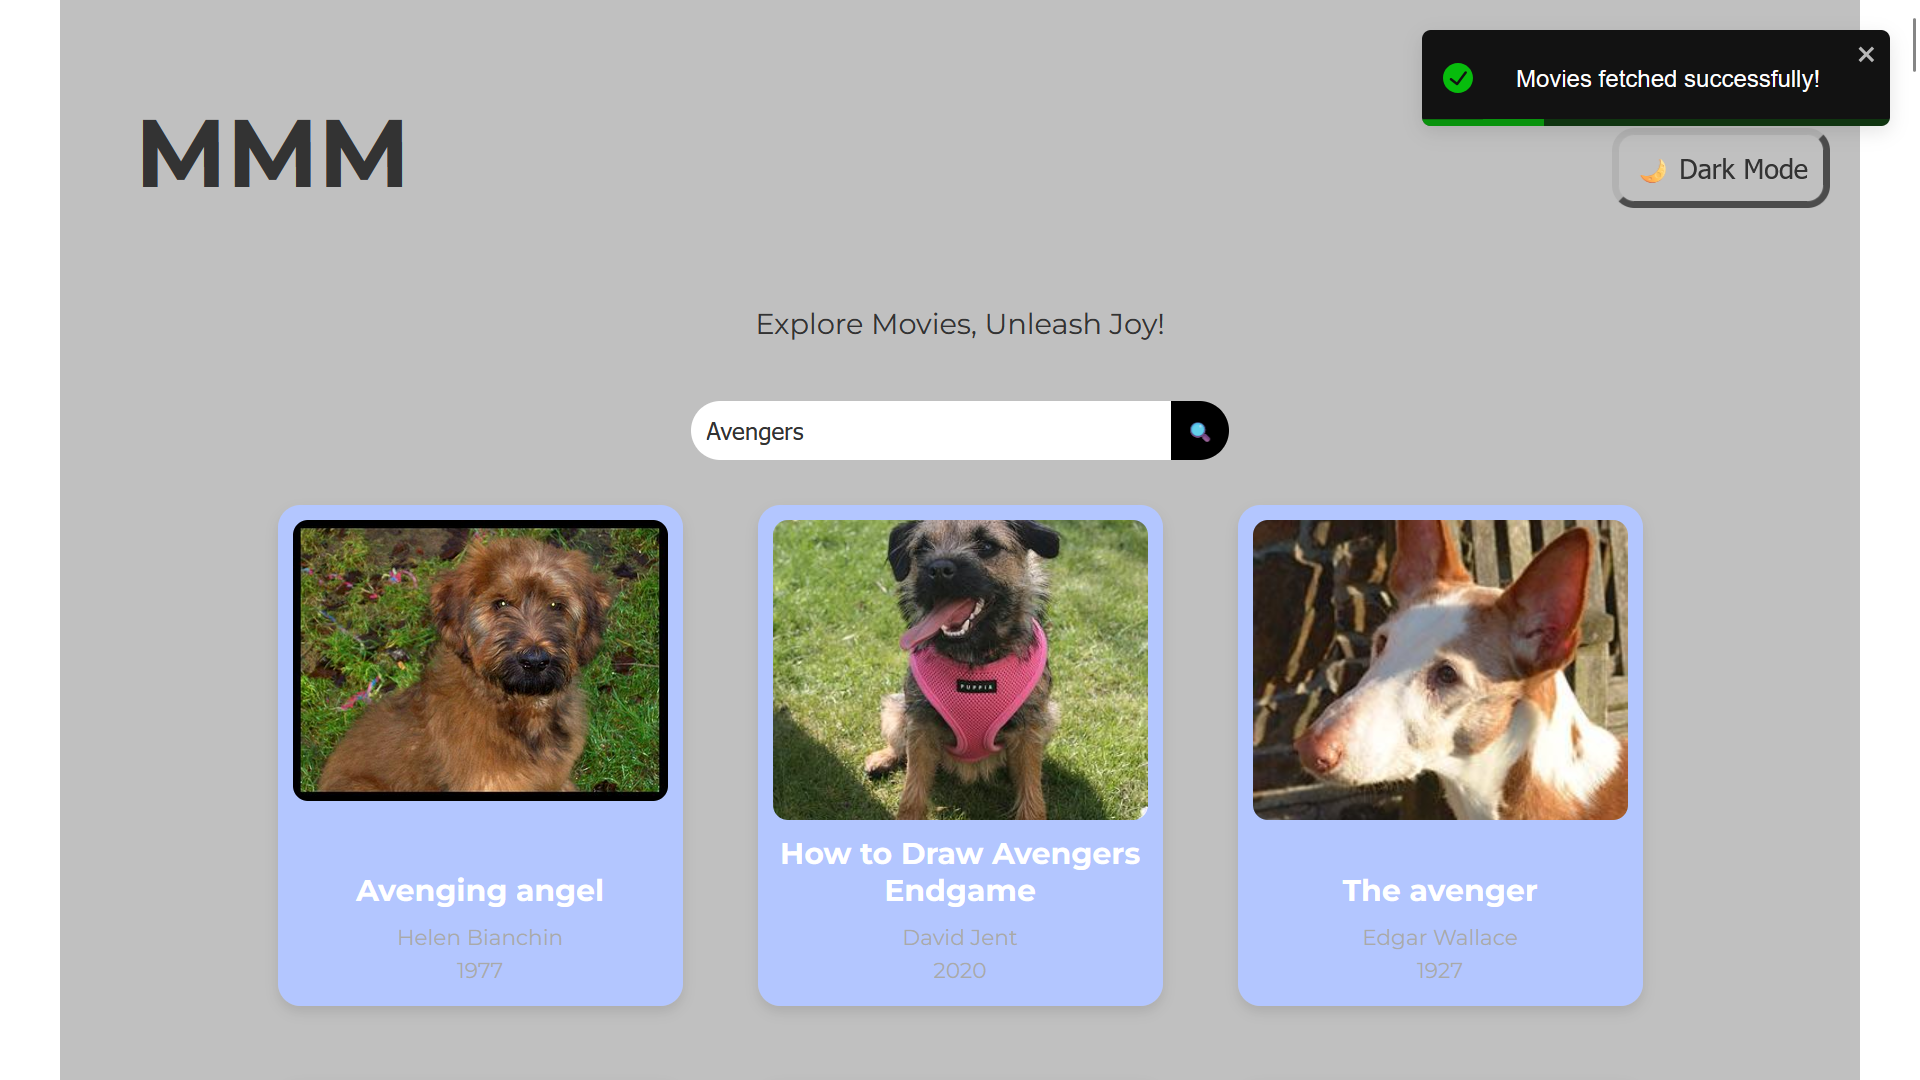 Movies fetched successfully!
MMM
Dark Mode
Explore Movies, Unleash Joy!
Avengers
PUPPIA
Avenging angel
Helen Bianchin
1977
How to Draw Avengers
Endgame
David Jent
2020
The avenger
Edgar Wallace
1927